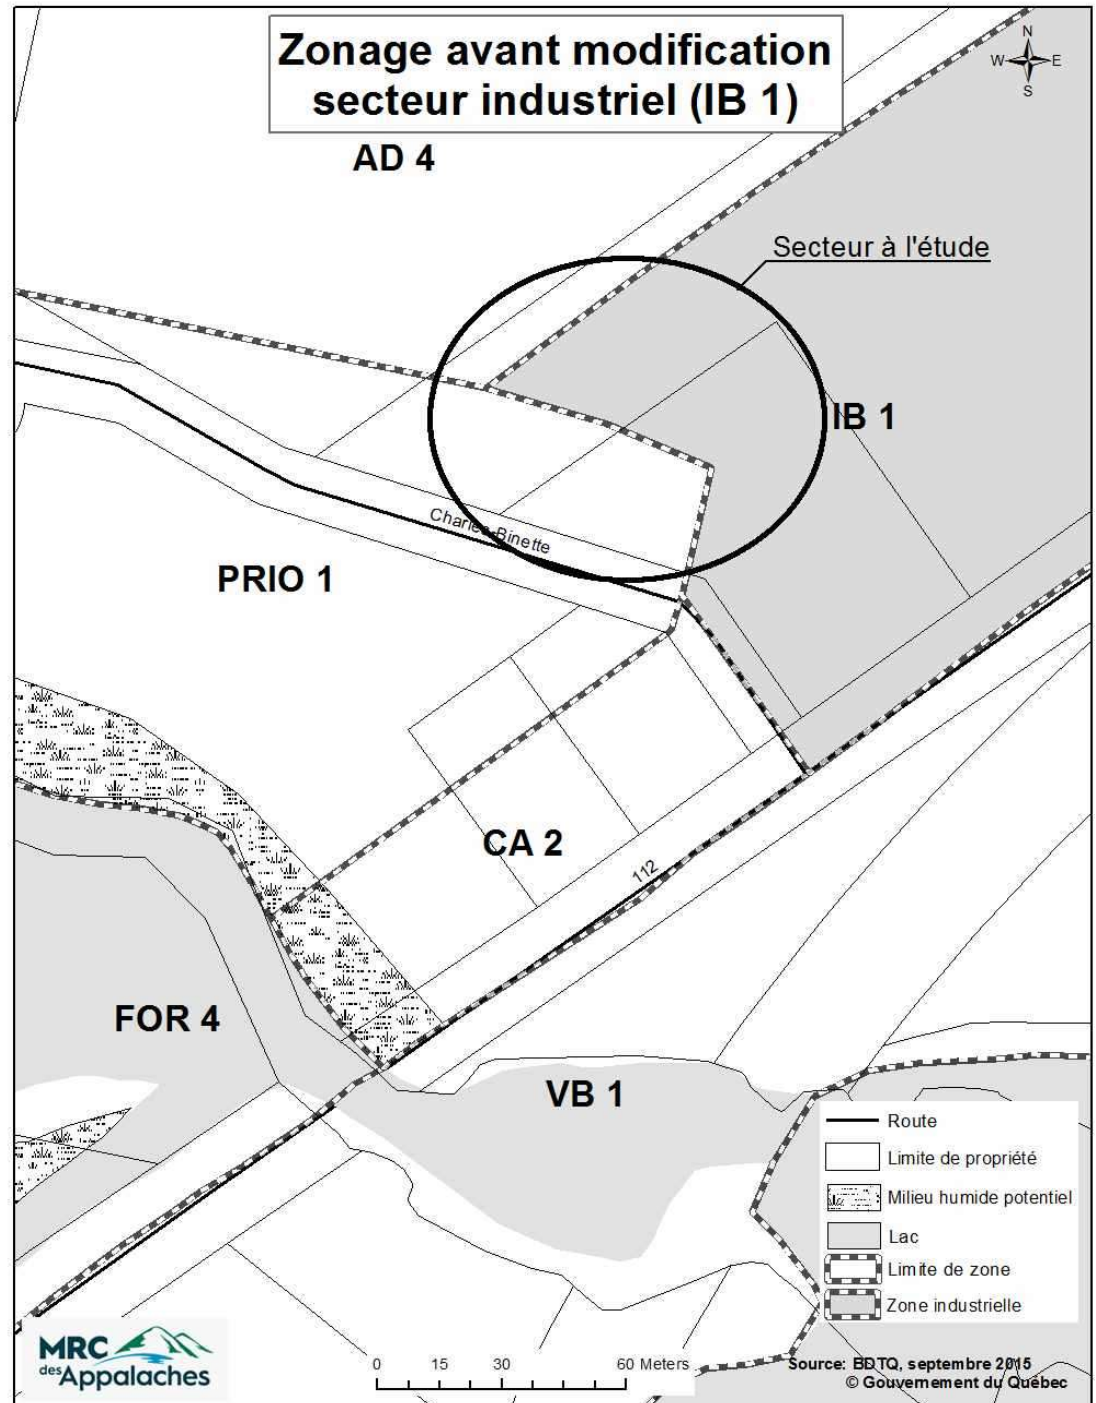 Zonage avant modification
secteur industriel (IB 1)
N
W E
S
AD 4
Secteur à l'étude
IB 1
Charles-Binette
PRIO 1
CA 2
112
FOR 4
VB 1
Route
Limite de propriété
Milieu humide potentiel
Lac
Limite de zone
Zone industrielle
MRC
des Appalaches
0 15 30 60 Meters
Source: BDTQ, septembre 2015
© Gouvernement du Québec